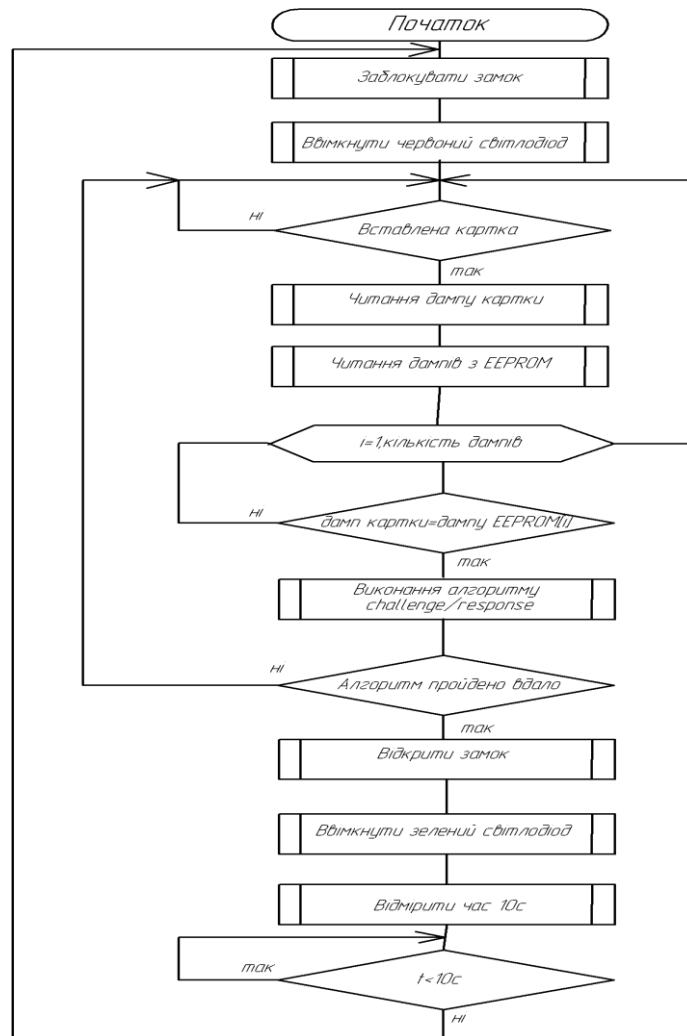 Початок
Заблокувати замок
Ввімкнути червоний світлодіод
ні
Вставлена картка
так
Читання дампу картки
Читання дампів з EEPROM
i=1,кількість дампів
ні
дамп картки=дампу EEPROM[i]
так
Виконання алгоритму
challenge/response
ні
Алгоритм пройдено вдало
так
Відкрити замок
Ввімкнути зелений світлодіод
Відмірити час 10с
так
t<10с
ні